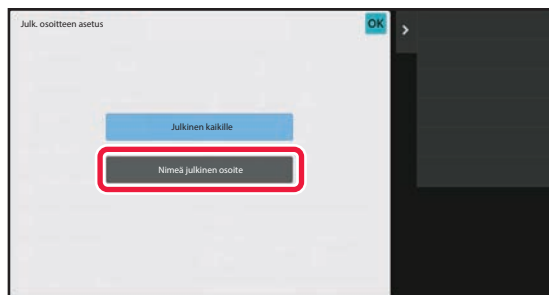 Julk. osoitteen asetus
OK
Julkinen kaikille
Nimeä julkinen osoite